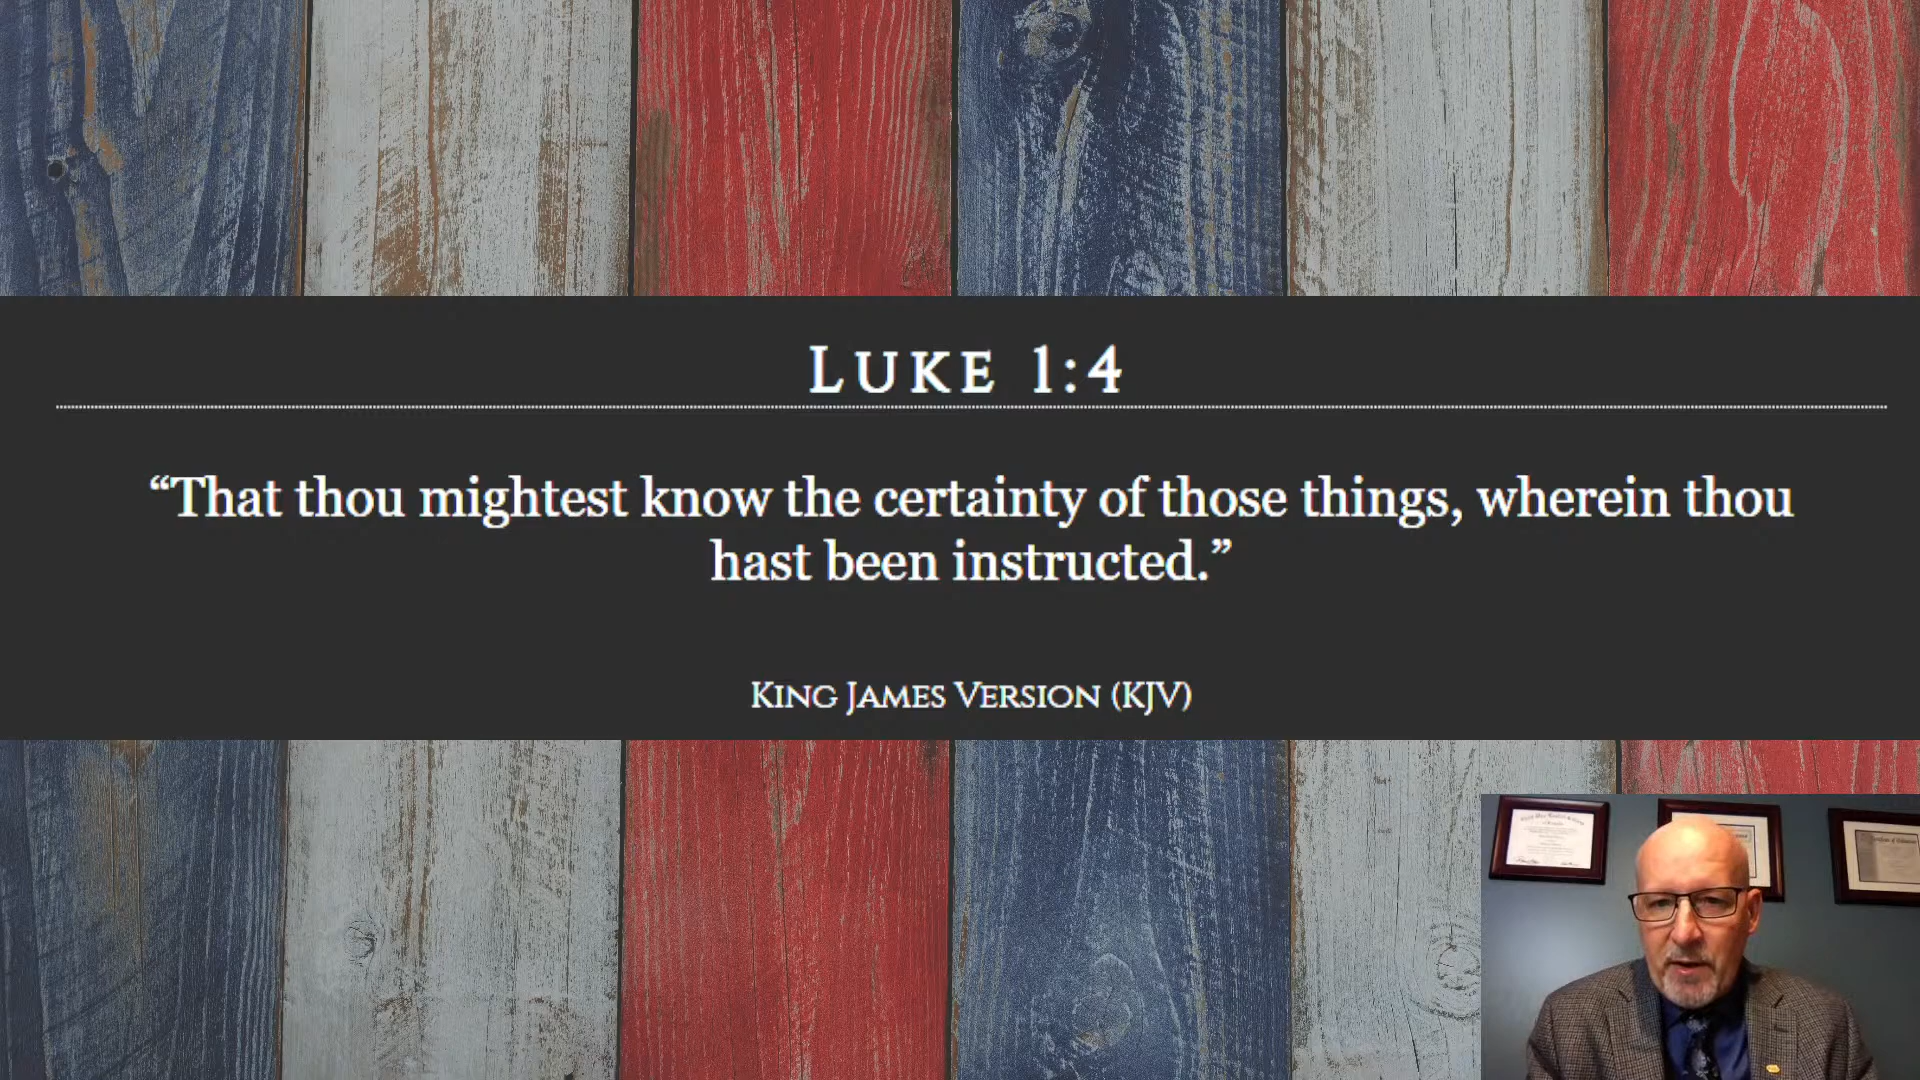 LUKE 1:4
“That thou mightest know the certainty of those things, wherein thou
hast been instructed.”
KING JAMES VERSION (KJV)